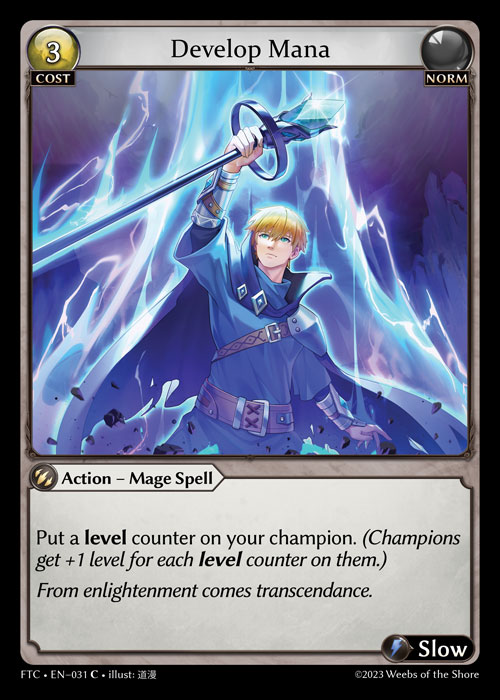 3
Develop Mana
COST
NORM
Action – Mage Spell
Put a level counter on your champion. (Champions
get +1 level for each level counter on them.)
From enlightenment comes transcendance.
Slow
FTC • EN–031 C • illust: 道漫
©2023 Weebs of the Shore